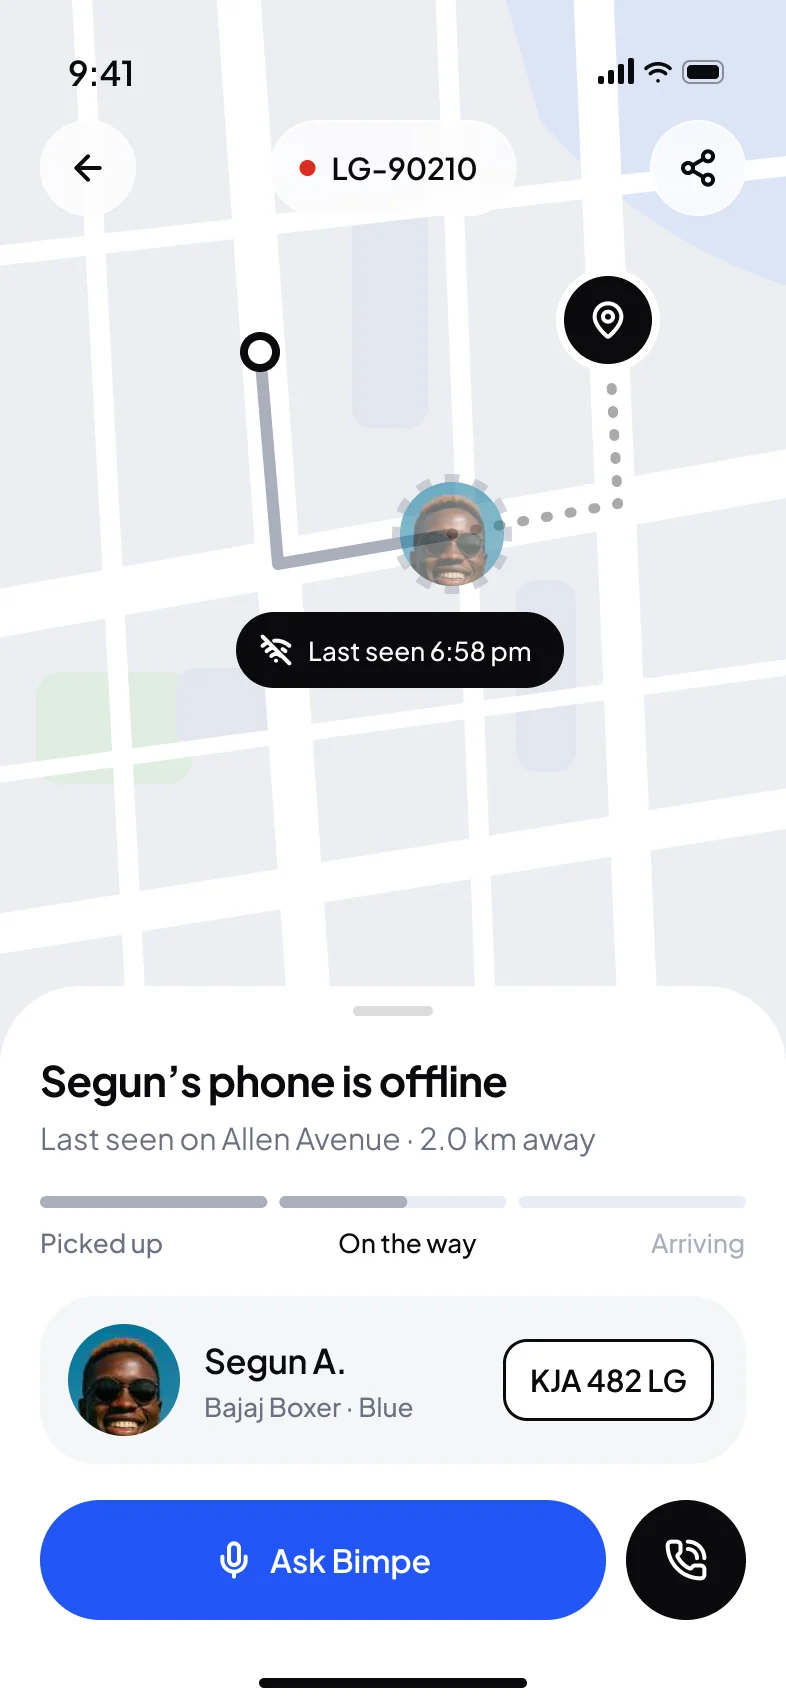 9:41
LG-90210
Last seen 6:58 pm
Segun’s phone is offline
Last seen on Allen Avenue · 2.0 km away
Picked up
On the way
Arriving
Segun A.
Bajaj Boxer · Blue
KJA 482 LG
Ask Bimpe